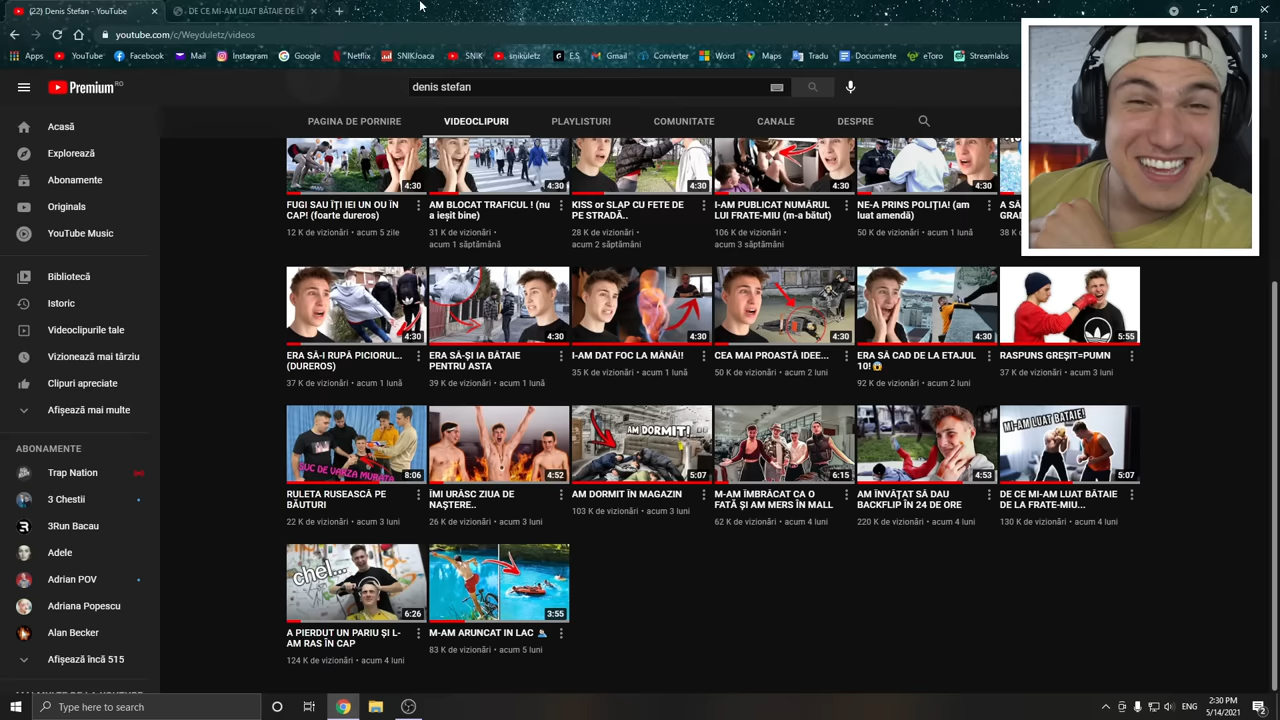 (22) Denis Stefan - YouTube
DE CE MI-AM LUAT BĂTAIE DE L
youtube.com/c/Weyduletz/videos
Apps YouTube Facebook Mail Instagram Google Netflix SNIKJoaca SNIK snikuletz E.S Gmail Converter Word Maps Tradu Documente eToro Streamlabs
Premium RO
denis stefan
PAGINA DE PORNIRE VIDEOCLIPURI PLAYLISTURI COMUNITATE CANALE DESPRE
Acasă
Explorează
Abonamente
Originals
YouTube Music
Bibliotecă
Istoric
Videoclipurile tale
Vizionează mai târziu
Clipuri apreciate
Afișează mai multe
ABONAMENTE
Trap Nation
3 Chestii
3Run Bacau
Adele
Adrian POV
Adriana Popescu
Alan Becker
Afișează încă 515
4:30
FUGI SAU ÎȚI IEI UN OU ÎN
CAP! (foarte dureros)
12 K de vizionări • acum 5 zile
4:30
AM BLOCAT TRAFICUL ! (nu
a ieșit bine)
31 K de vizionări •
acum 1 săptămână
4:30
KISS or SLAP CU FETE DE
PE STRADĂ..
28 K de vizionări •
acum 2 săptămâni
4:30
I-AM PUBLICAT NUMĂRUL
LUI FRATE-MIU (m-a bătut)
106 K de vizionări •
acum 3 săptămâni
4:30
NE-A PRINS POLIȚIA! (am
luat amendă)
50 K de vizionări • acum 1 lună
A SĂ
GRAD
38 K
4:30
ERA SĂ-I RUPĂ PICIORUL..
(DUREROS)
37 K de vizionări • acum 1 lună
4:30
ERA SĂ-ȘI IA BĂTAIE
PENTRU ASTA
39 K de vizionări • acum 1 lună
4:30
I-AM DAT FOC LA MÂNĂ!!
35 K de vizionări • acum 1 lună
4:30
CEA MAI PROASTĂ IDEE...
50 K de vizionări • acum 2 luni
4:30
ERA SĂ CAD DE LA ETAJUL
10!😱
92 K de vizionări • acum 2 luni
5:55
RASPUNS GREȘIT=PUMN
37 K de vizionări • acum 3 luni
SUC DE VARZA MURATA
8:06
RULETA RUSEASCĂ PE
BĂUTURI
22 K de vizionări • acum 3 luni
4:52
ÎMI URĂSC ZIUA DE
NAȘTERE..
26 K de vizionări • acum 3 luni
AM DORMIT!
5:07
AM DORMIT ÎN MAGAZIN
103 K de vizionări • acum 3 luni
6:15
M-AM ÎMBRĂCAT CA O
FATĂ ȘI AM MERS ÎN MALL
62 K de vizionări • acum 4 luni
4:53
AM ÎNVĂȚAT SĂ DAU
BACKFLIP ÎN 24 DE ORE
220 K de vizionări • acum 4 luni
MI-AM LUAT BATAIE!
5:07
DE CE MI-AM LUAT BĂTAIE
DE LA FRATE-MIU...
130 K de vizionări • acum 4 luni
chel...
6:26
A PIERDUT UN PARIU ȘI L-
AM RAS ÎN CAP
124 K de vizionări • acum 4 luni
3:55
M-AM ARUNCAT IN LAC
83 K de vizionări • acum 5 luni
Type here to search
ENG
2:30 PM
5/14/2021
2